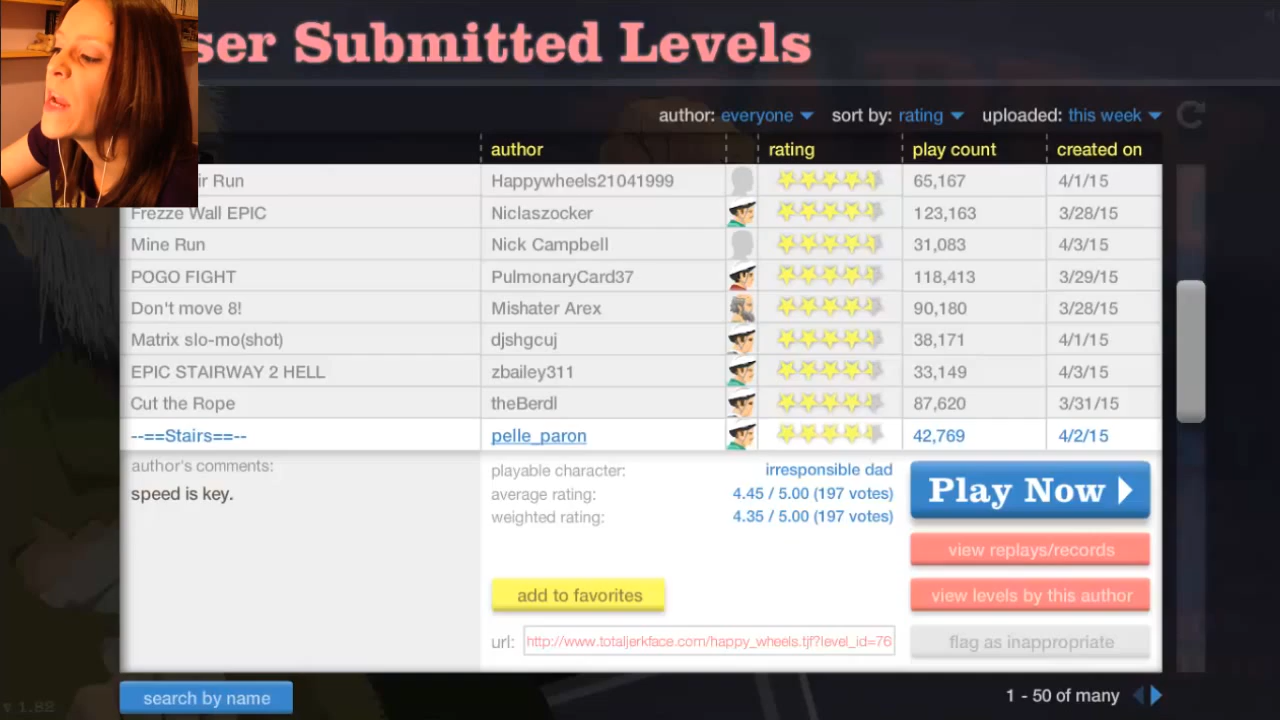 ser Submitted Levels
author: everyone sort by: rating uploaded: this week
author rating play count created on
ir Run Happywheels21041999 65,167 4/1/15
Frezze Wall EPIC Niclaszocker 123,163 3/28/15
Mine Run Nick Campbell 31,083 4/3/15
POGO FIGHT PulmonaryCard37 118,413 3/29/15
Don't move 8! Mishater Arex 90,180 3/28/15
Matrix slo-mo(shot) djshgcuj 38,171 4/1/15
EPIC STAIRWAY 2 HELL zbailey311 33,149 4/3/15
Cut the Rope theBerdl 87,620 3/31/15
--==Stairs==-- pelle_paron 42,769 4/2/15
author's comments:
speed is key.
playable character: irresponsible dad
average rating: 4.45 / 5.00 (197 votes)
weighted rating: 4.35 / 5.00 (197 votes)
add to favorites
url: http://www.totaljerkface.com/happy_wheels.tjf?level_id=76
Play Now
view replays/records
view levels by this author
flag as inappropriate
search by name
1 - 50 of many
v 1.82